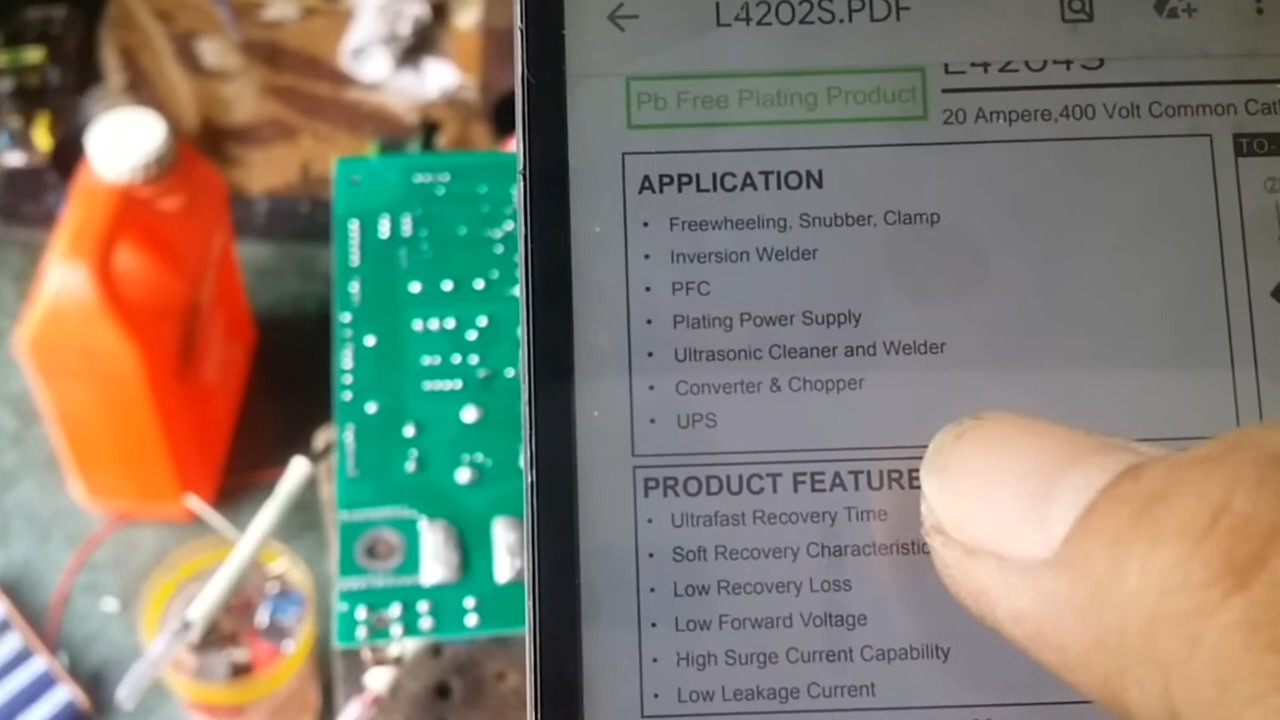 L4202S.PDF
L4204S
Pb Free Plating Product
20 Ampere,400 Volt Common Cat
TO-
APPLICATION
• Freewheeling, Snubber, Clamp
• Inversion Welder
• PFC
• Plating Power Supply
• Ultrasonic Cleaner and Welder
• Converter & Chopper
• UPS
PRODUCT FEATURE
• Ultrafast Recovery Time
• Soft Recovery Characteristic
• Low Recovery Loss
• Low Forward Voltage
• High Surge Current Capability
• Low Leakage Current